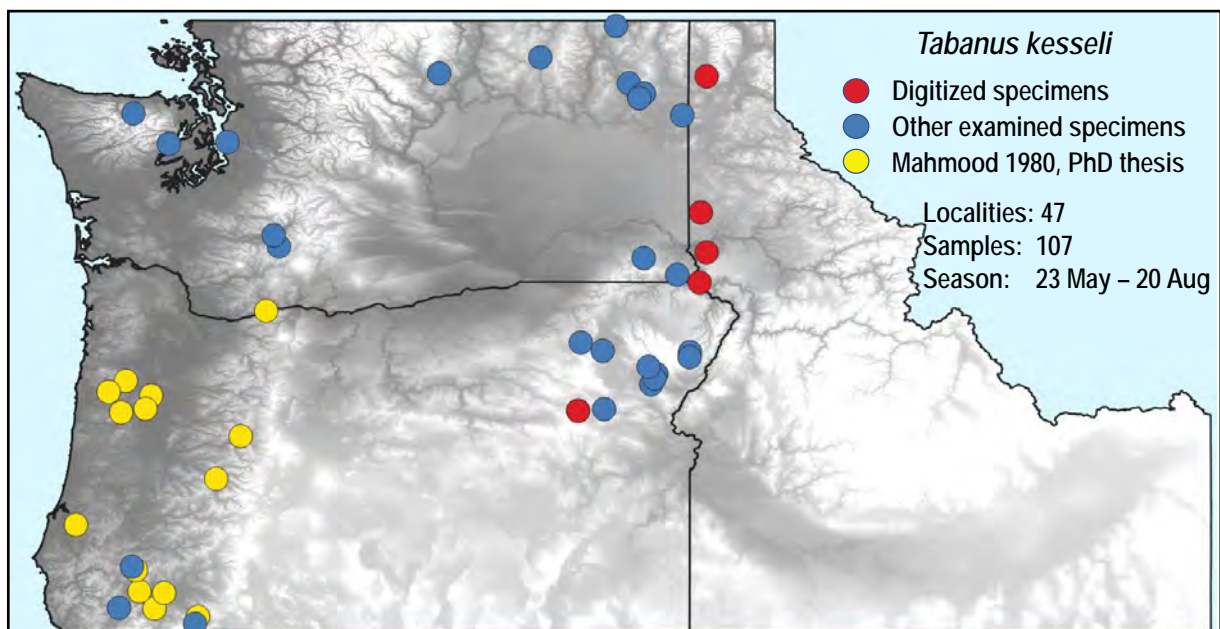 Tabanus kesseli
Digitized specimens
Other examined specimens
Mahmood 1980, PhD thesis
Localities: 47
Samples: 107
Season: 23 May – 20 Aug